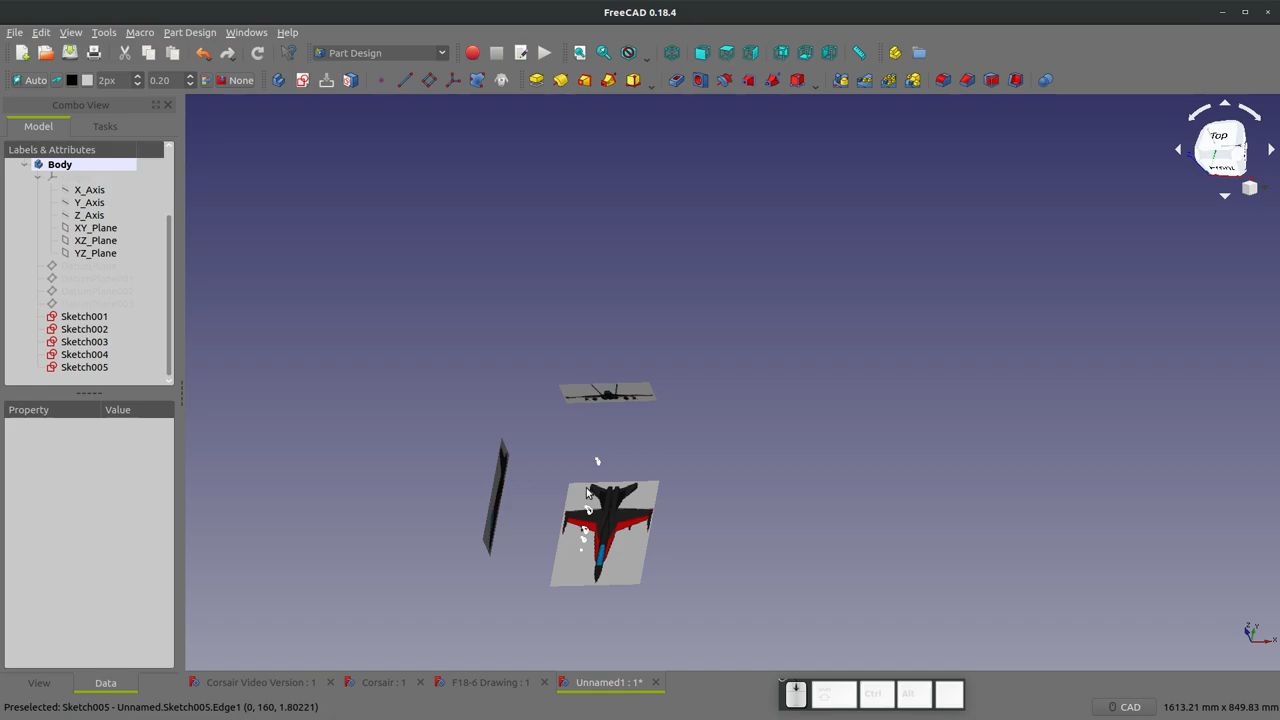 FreeCAD 0.18.4
File Edit View Tools Macro Part Design Windows Help
Part Design
Auto 2px 0.20 None
Combo View
Model Tasks
Labels & Attributes
Body
X_Axis
Y_Axis
Z_Axis
XY_Plane
XZ_Plane
YZ_Plane
Sketch001
Sketch002
Sketch003
Sketch004
Sketch005
Property Value
Top
View Data
Corsair Video Version : 1 Corsair : 1 F18-6 Drawing : 1 Unnamed1 : 1*
Ctrl Alt
Preselected: Sketch005 - Unnamed.Sketch005.Edge1 (0, 160, 1.80221) CAD 1613.21 mm x 849.83 mm